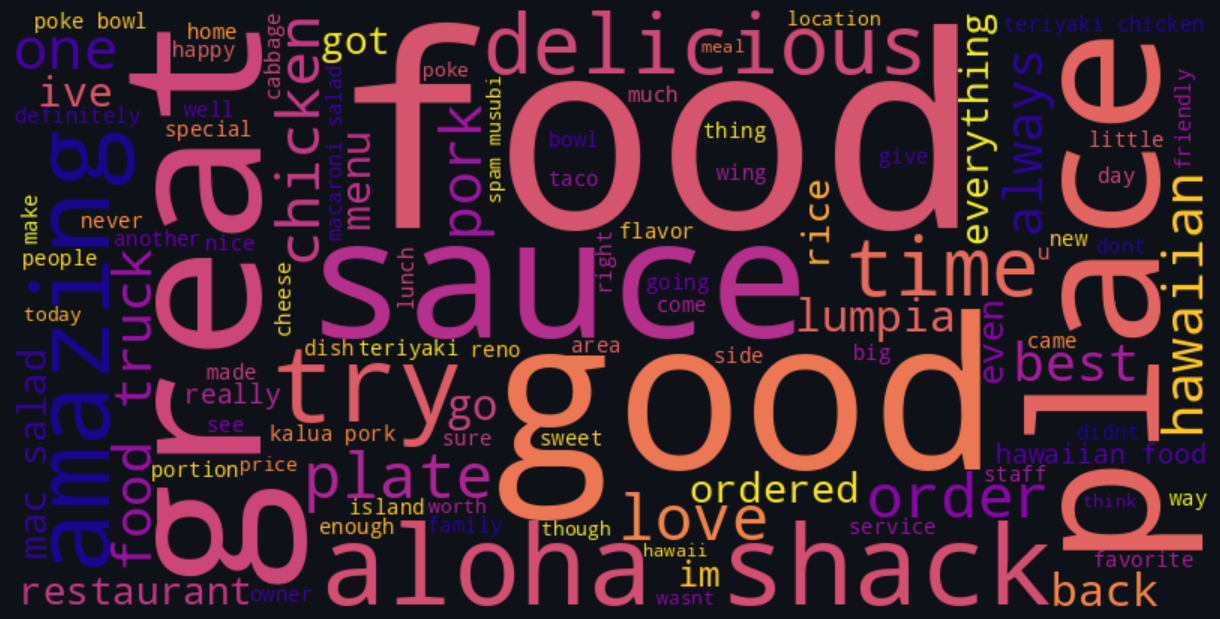 poke bowl
one
home
happy
cabbage
got
delicious
meal
location
everything
teriyaki chicken
ive
definitely
well
special
great
chicken
macaroni salad
menu
food
poke
pork
spam musubi
much
bowl
taco
thing
wing
give
always
place
little
day
friendly
amazing
make
never
people
another
nice
today
truck
cheese
lunch
sauce
right
flavor
rice
going
come
time
u
new
dont
hawaiian
lumpia
even
came
best
dish
teriyaki
reno
area
side
big
made
really
see
try
go
sure
kalua pork
good
sweet
didnt
hawaiian food
staff
mac salad
food truck
portion
price
plate
island
worth
enough
family
though
love
ordered
order
service
think
way
favorite
restaurant
owner
aloha shack
hawaii
im
wasnt
back